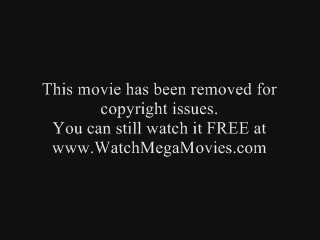 This movie has been removed for
copyright issues.
You can still watch it FREE at
www.WatchMegaMovies.com